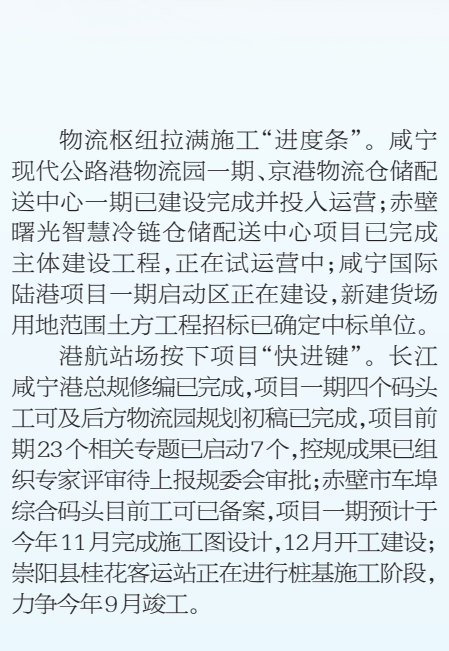 物流枢纽拉满施工“进度条”。咸宁
现代公路港物流园一期、京港物流仓储配
送中心一期已建设完成并投入运营;赤壁
曙光智慧冷链仓储配送中心项目已完成
主体建设工程,正在试运营中;咸宁国际
陆港项目一期启动区正在建设,新建货场
用地范围土方工程招标已确定中标单位。
港航站场按下项目“快进键”。长江
咸宁港总规修编已完成,项目一期四个码头
工可及后方物流园规划初稿已完成,项目前
期23个相关专题已启动7个,控规成果已组
织专家评审待上报规委会审批;赤壁市车埠
综合码头目前工可已备案,项目一期预计于
今年11月完成施工图设计,12月开工建设;
崇阳县桂花客运站正在进行桩基施工阶段,
力争今年9月竣工。